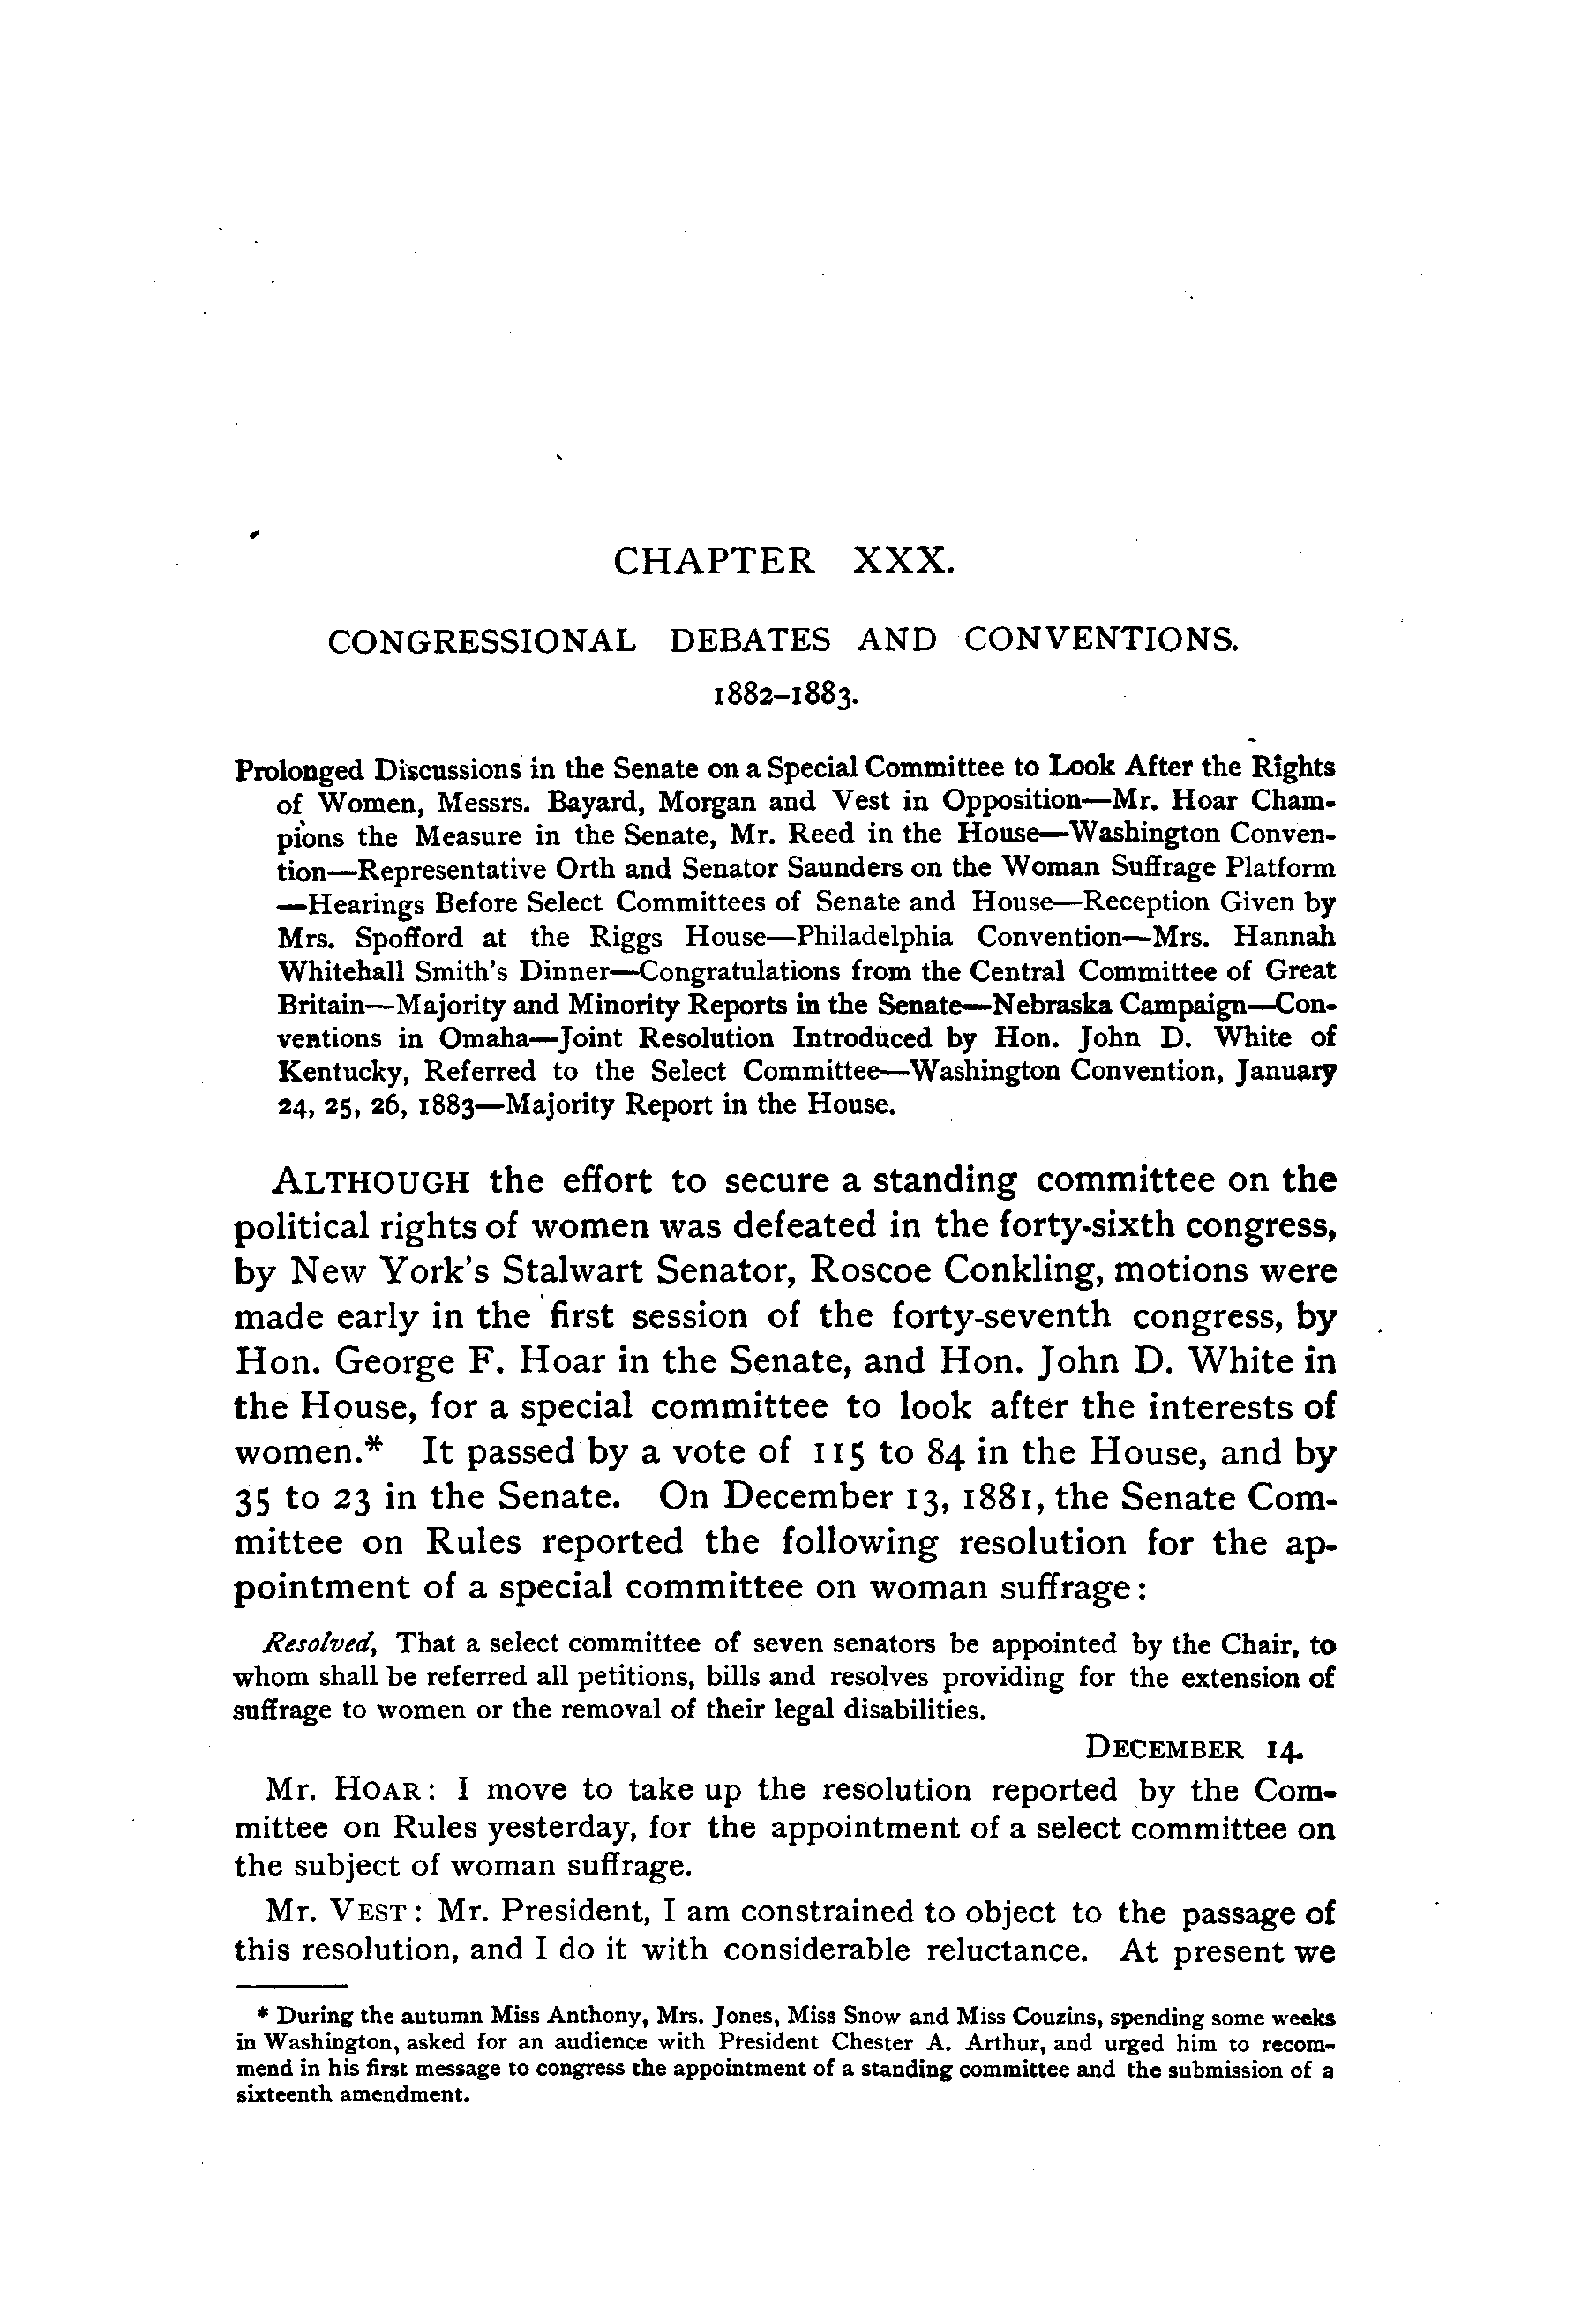 CHAPTER XXX.
CONGRESSIONAL DEBATES AND CONVENTIONS.
1882–1883.
Prolonged Discussions in the Senate on a Special Committee to Look After the Rights
of Women, Messrs. Bayard, Morgan and Vest in Opposition—Mr. Hoar Cham-
pions the Measure in the Senate, Mr. Reed in the House—Washington Conven-
tion—Representative Orth and Senator Saunders on the Woman Suffrage Platform
—Hearings Before Select Committees of Senate and House—Reception Given by
Mrs. Spofford at the Riggs House—Philadelphia Convention—Mrs. Hannah
Whitehall Smith's Dinner—Congratulations from the Central Committee of Great
Britain—Majority and Minority Reports in the Senate—Nebraska Campaign—Con-
ventions in Omaha—Joint Resolution Introduced by Hon. John D. White of
Kentucky, Referred to the Select Committee—Washington Convention, January
24, 25, 26, 1883—Majority Report in the House.
ALTHOUGH the effort to secure a standing committee on the
political rights of women was defeated in the forty-sixth congress,
by New York's Stalwart Senator, Roscoe Conkling, motions were
made early in the first session of the forty-seventh congress, by
Hon. George F. Hoar in the Senate, and Hon. John D. White in
the House, for a special committee to look after the interests of
women.* It passed by a vote of 115 to 84 in the House, and by
35 to 23 in the Senate. On December 13, 1881, the Senate Com-
mittee on Rules reported the following resolution for the ap-
pointment of a special committee on woman suffrage:
Resolved, That a select committee of seven senators be appointed by the Chair, to
whom shall be referred all petitions, bills and resolves providing for the extension of
suffrage to women or the removal of their legal disabilities.
DECEMBER 14.
Mr. HOAR: I move to take up the resolution reported by the Com-
mittee on Rules yesterday, for the appointment of a select committee on
the subject of woman suffrage.
Mr. VEST: Mr. President, I am constrained to object to the passage of
this resolution, and I do it with considerable reluctance. At present we
* During the autumn Miss Anthony, Mrs. Jones, Miss Snow and Miss Couzins, spending some weeks
in Washington, asked for an audience with President Chester A. Arthur, and urged him to recom-
mend in his first message to congress the appointment of a standing committee and the submission of a
sixteenth amendment.